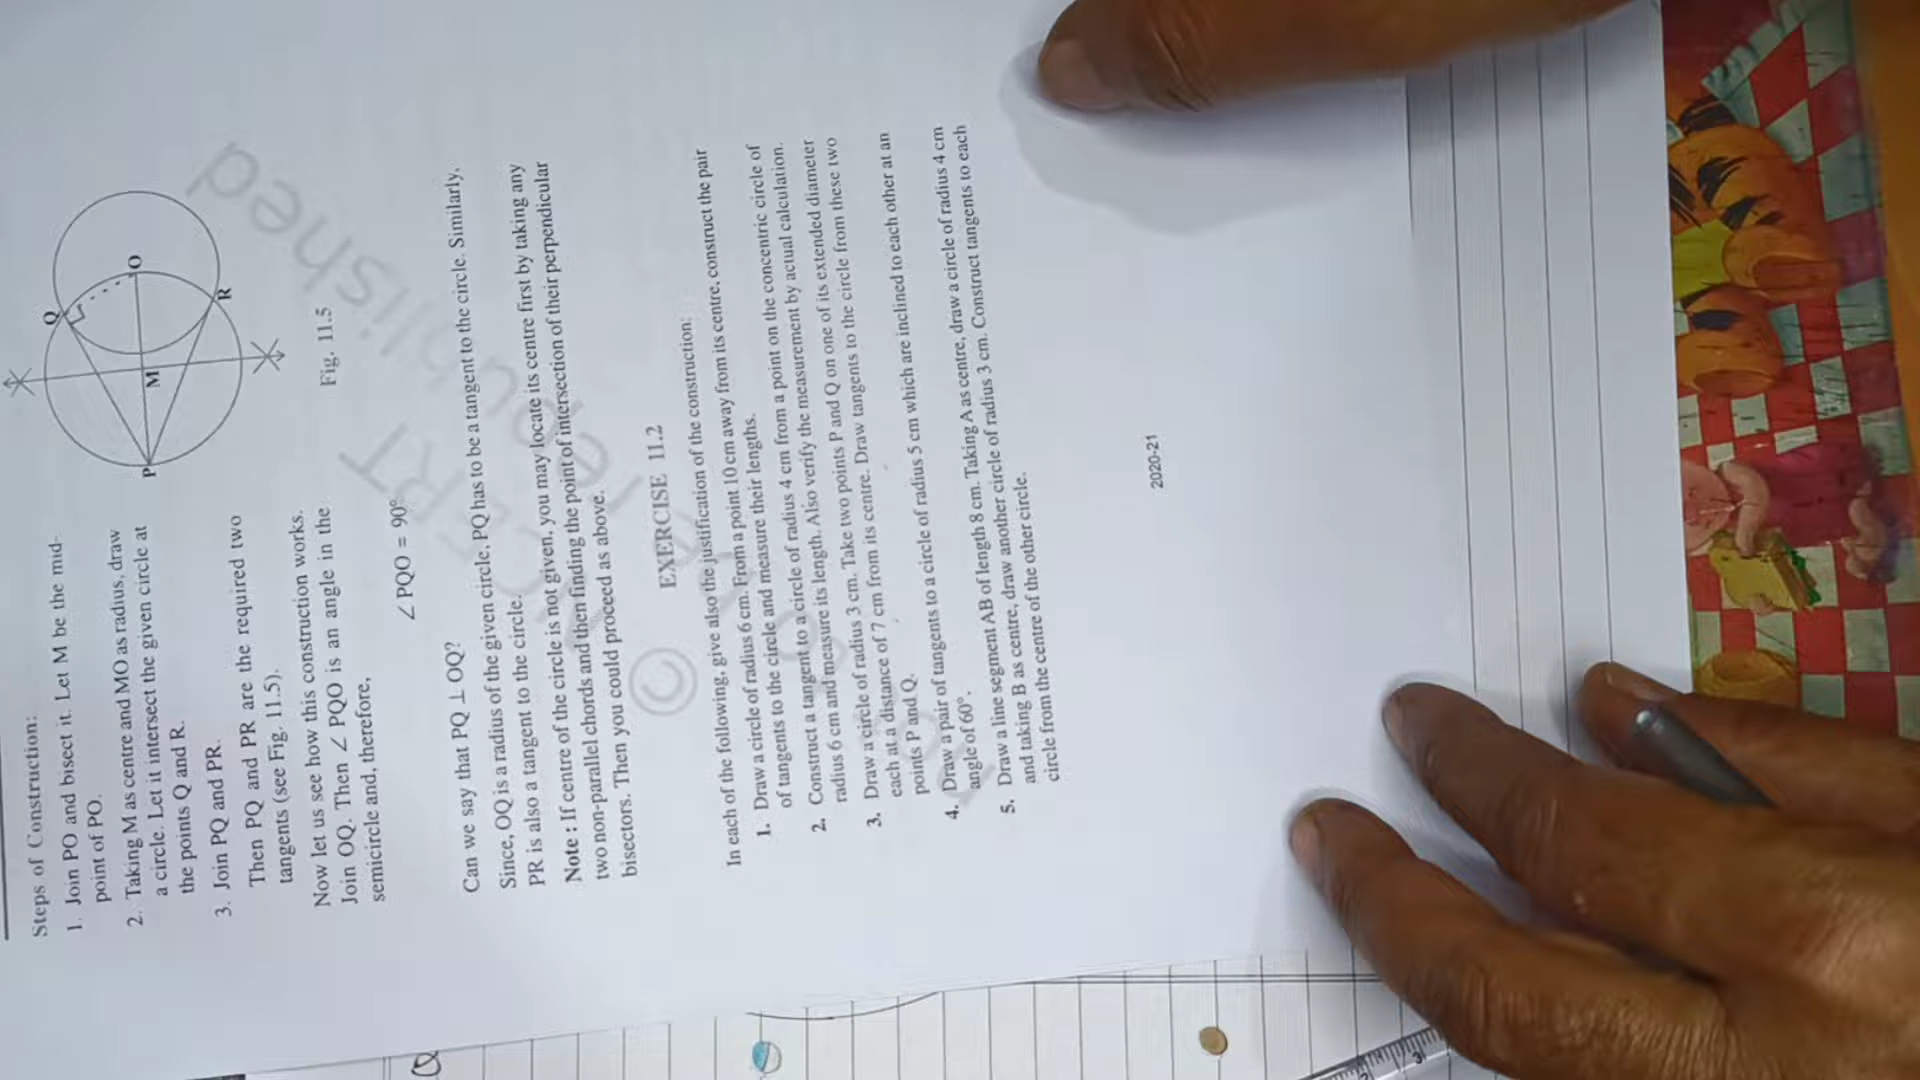 Steps of Construction:
1. Join PO and bisect it. Let M be the mid-
point of PO.
2. Taking M as centre and MO as radius, draw
a circle. Let it intersect the given circle at
the points Q and R.
3. Join PQ and PR.
Then PQ and PR are the required two
tangents (see Fig. 11.5).
Now let us see how this construction works.
Join OQ. Then ∠ PQO is an angle in the
semicircle and, therefore,
∠ PQO = 90°
Q
O
M
P
R
Fig. 11.5
Can we say that PQ ⊥ OQ?
Since, OQ is a radius of the given circle, PQ has to be a tangent to the circle. Similarly,
PR is also a tangent to the circle.
Note : If centre of the circle is not given, you may locate its centre first by taking any
two non-parallel chords and then finding the point of intersection of their perpendicular
bisectors. Then you could proceed as above.
EXERCISE 11.2
In each of the following, give also the justification of the construction:
1. Draw a circle of radius 6 cm. From a point 10 cm away from its centre, construct the pair
of tangents to the circle and measure their lengths.
2. Construct a tangent to a circle of radius 4 cm from a point on the concentric circle of
radius 6 cm and measure its length. Also verify the measurement by actual calculation.
3. Draw a circle of radius 3 cm. Take two points P and Q on one of its extended diameter
each at a distance of 7 cm from its centre. Draw tangents to the circle from these two
points P and Q.
4. Draw a pair of tangents to a circle of radius 5 cm which are inclined to each other at an
angle of 60°.
5. Draw a line segment AB of length 8 cm. Taking A as centre, draw a circle of radius 4 cm
and taking B as centre, draw another circle of radius 3 cm. Construct tangents to each
circle from the centre of the other circle.
2020-21
© NCERT
not to be republished
2 3